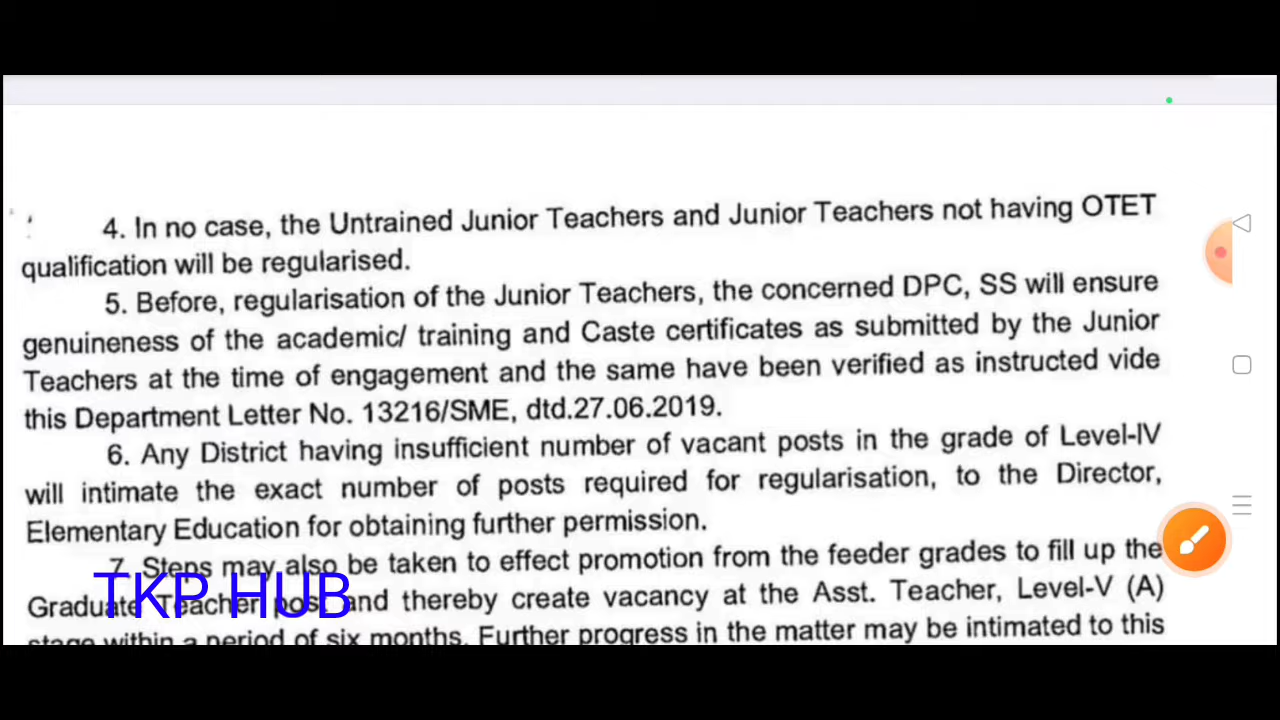 4. In no case, the Untrained Junior Teachers and Junior Teachers not having OTET
qualification will be regularised.
5. Before, regularisation of the Junior Teachers, the concerned DPC, SS will ensure
genuineness of the academic/ training and Caste certificates as submitted by the Junior
Teachers at the time of engagement and the same have been verified as instructed vide
this Department Letter No. 13216/SME, dtd.27.06.2019.
6. Any District having insufficient number of vacant posts in the grade of Level-IV
will intimate the exact number of posts required for regularisation, to the Director,
Elementary Education for obtaining further permission.
7. Steps may also be taken to effect promotion from the feeder grades to fill up the
Graduate Teacher post and thereby create vacancy at the Asst. Teacher, Level-V (A)
stage within a period of six months. Further progress in the matter may be intimated to this
TKP HUB